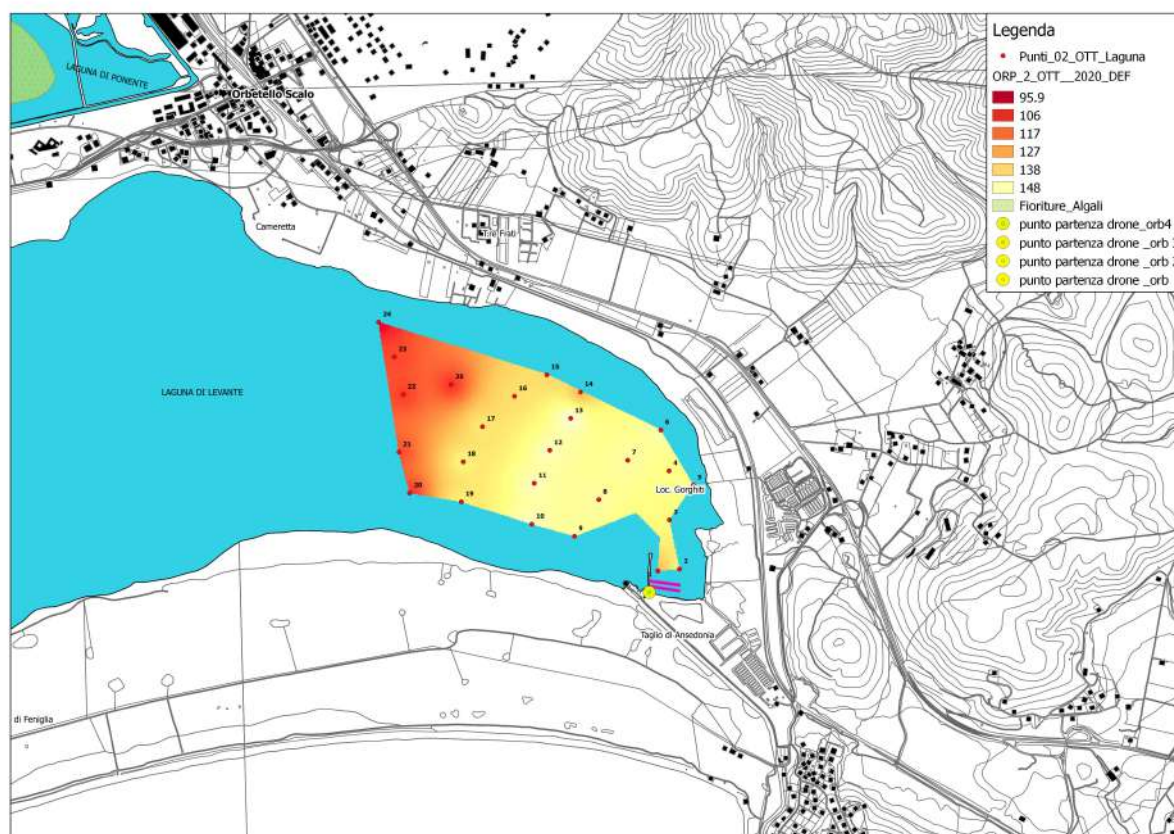 Legenda
Punti_02_OTT_Laguna
ORP_2_OTT__2020_DEF
95.9
106
117
127
138
148
Fioriture_Algali
punto partenza drone_orb4
punto partenza drone _orb
punto partenza drone _orb
punto partenza drone _orb
LAGUNA DI PONENTE
Orbetello Scalo
Cameretta
Tre Frati
24
23
22
16
15
14
13
6
17
12
LAGUNA DI LEVANTE
21
18
7
4
11
Loc. Gorghiti
20
19
8
10
9
2
Taglio di Ansedonia
di Feniglia